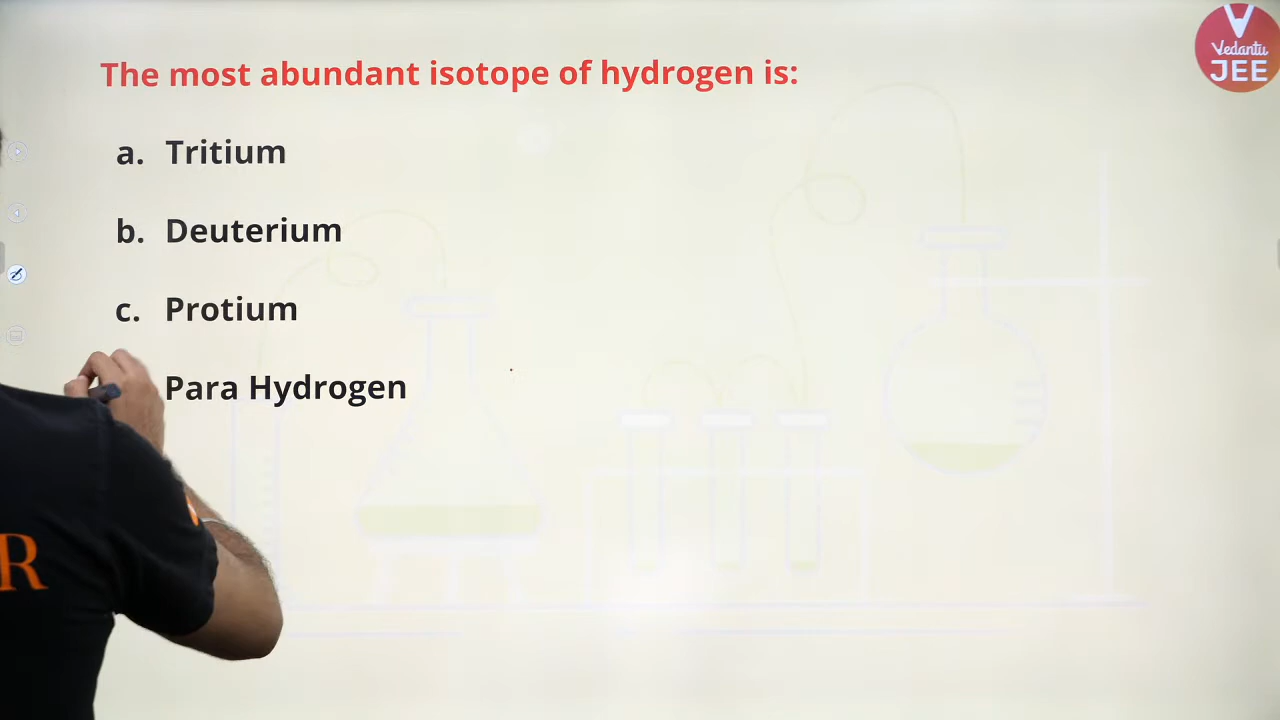 The most abundant isotope of hydrogen is:
a. Tritium
b. Deuterium
c. Protium
Para Hydrogen
Vedantu
JEE
R